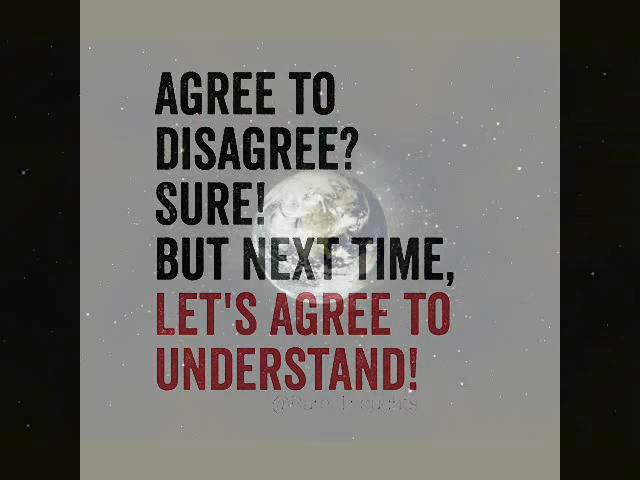 AGREE TO
DISAGREE?
SURE!
BUT NEXT TIME,
LET'S AGREE TO
UNDERSTAND!